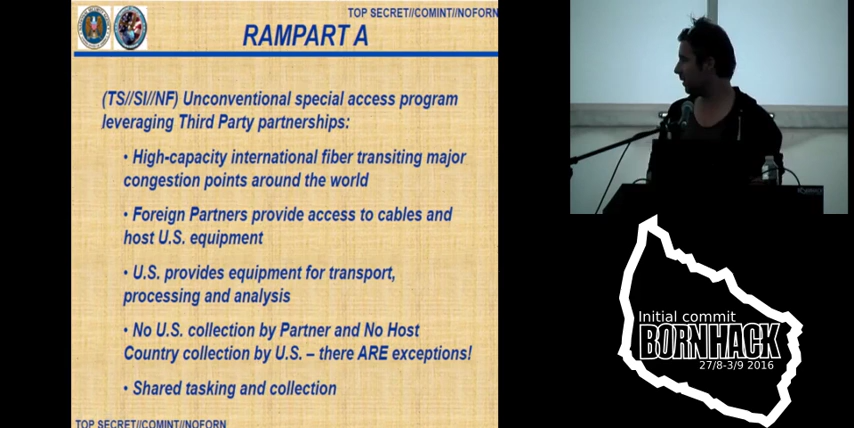 TOP SECRET//COMINT//NOFORN
RAMPART A
(TS//SI//NF) Unconventional special access program
leveraging Third Party partnerships:
• High-capacity international fiber transiting major
congestion points around the world
• Foreign Partners provide access to cables and
host U.S. equipment
• U.S. provides equipment for transport,
processing and analysis
• No U.S. collection by Partner and No Host
Country collection by U.S. – there ARE exceptions!
• Shared tasking and collection
TOP SECRET//COMINT//NOFORN
Initial commit
BORNHACK
27/8-3/9 2016